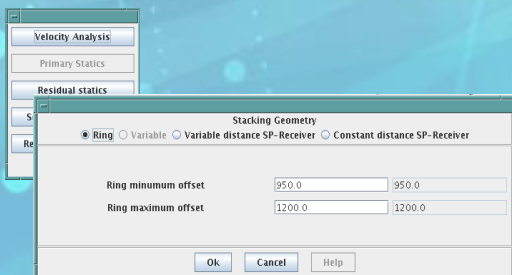 Velocity Analysis
Primary Statics
Residual statics
S
Re
Stacking Geometry
Ring Variable Variable distance SP-Receiver Constant distance SP-Receiver
Ring minumum offset 950.0 950.0
Ring maximum offset 1200.0 1200.0
Ok Cancel Help